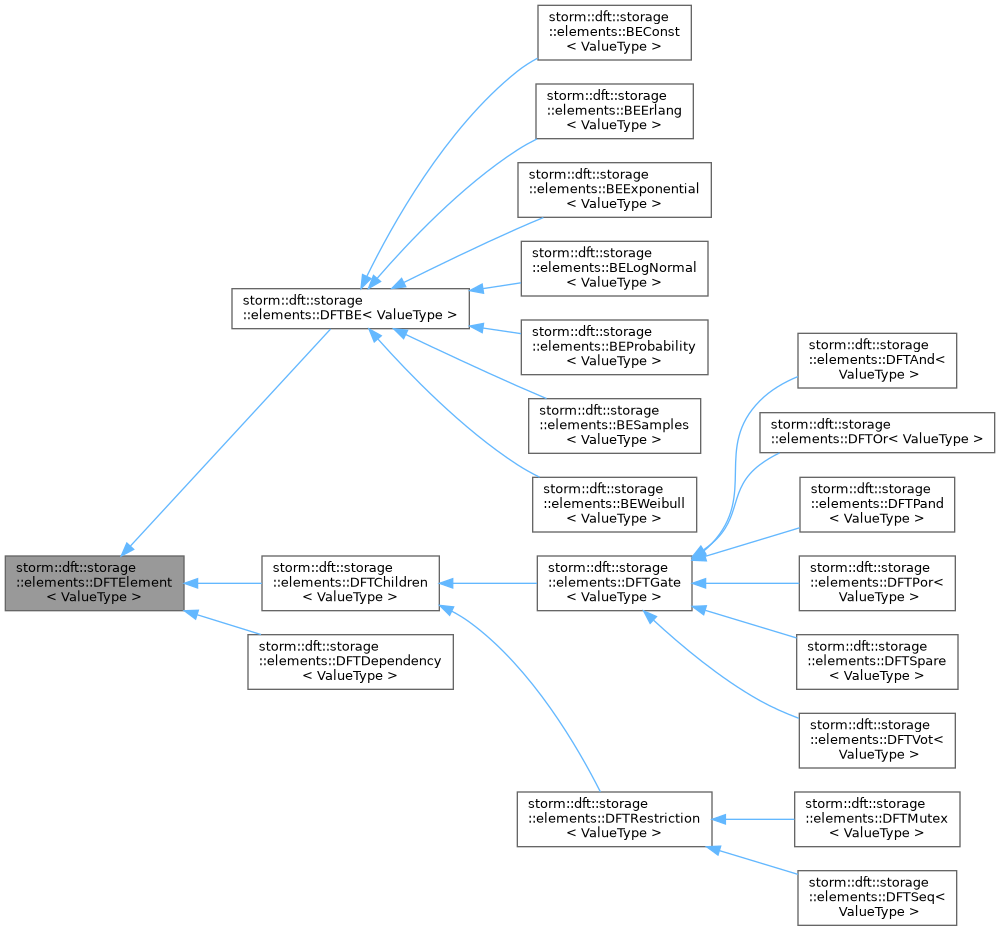 storm::dft::storage
::elements::BEConst
< ValueType >
storm::dft::storage
::elements::BEErlang
< ValueType >
storm::dft::storage
::elements::BEExponential
< ValueType >
storm::dft::storage
::elements::BELogNormal
< ValueType >
storm::dft::storage
::elements::DFTBE< ValueType >
storm::dft::storage
::elements::BEProbability
< ValueType >
storm::dft::storage
::elements::DFTAnd<
ValueType >
storm::dft::storage
::elements::BESamples
< ValueType >
storm::dft::storage
::elements::DFTOr< ValueType >
storm::dft::storage
::elements::BEWeibull
< ValueType >
storm::dft::storage
::elements::DFTPand
< ValueType >
storm::dft::storage
::elements::DFTElement
< ValueType >
storm::dft::storage
::elements::DFTChildren
< ValueType >
storm::dft::storage
::elements::DFTGate
< ValueType >
storm::dft::storage
::elements::DFTPor<
ValueType >
storm::dft::storage
::elements::DFTDependency
< ValueType >
storm::dft::storage
::elements::DFTSpare
< ValueType >
storm::dft::storage
::elements::DFTVot<
ValueType >
storm::dft::storage
::elements::DFTRestriction
< ValueType >
storm::dft::storage
::elements::DFTMutex
< ValueType >
storm::dft::storage
::elements::DFTSeq<
ValueType >